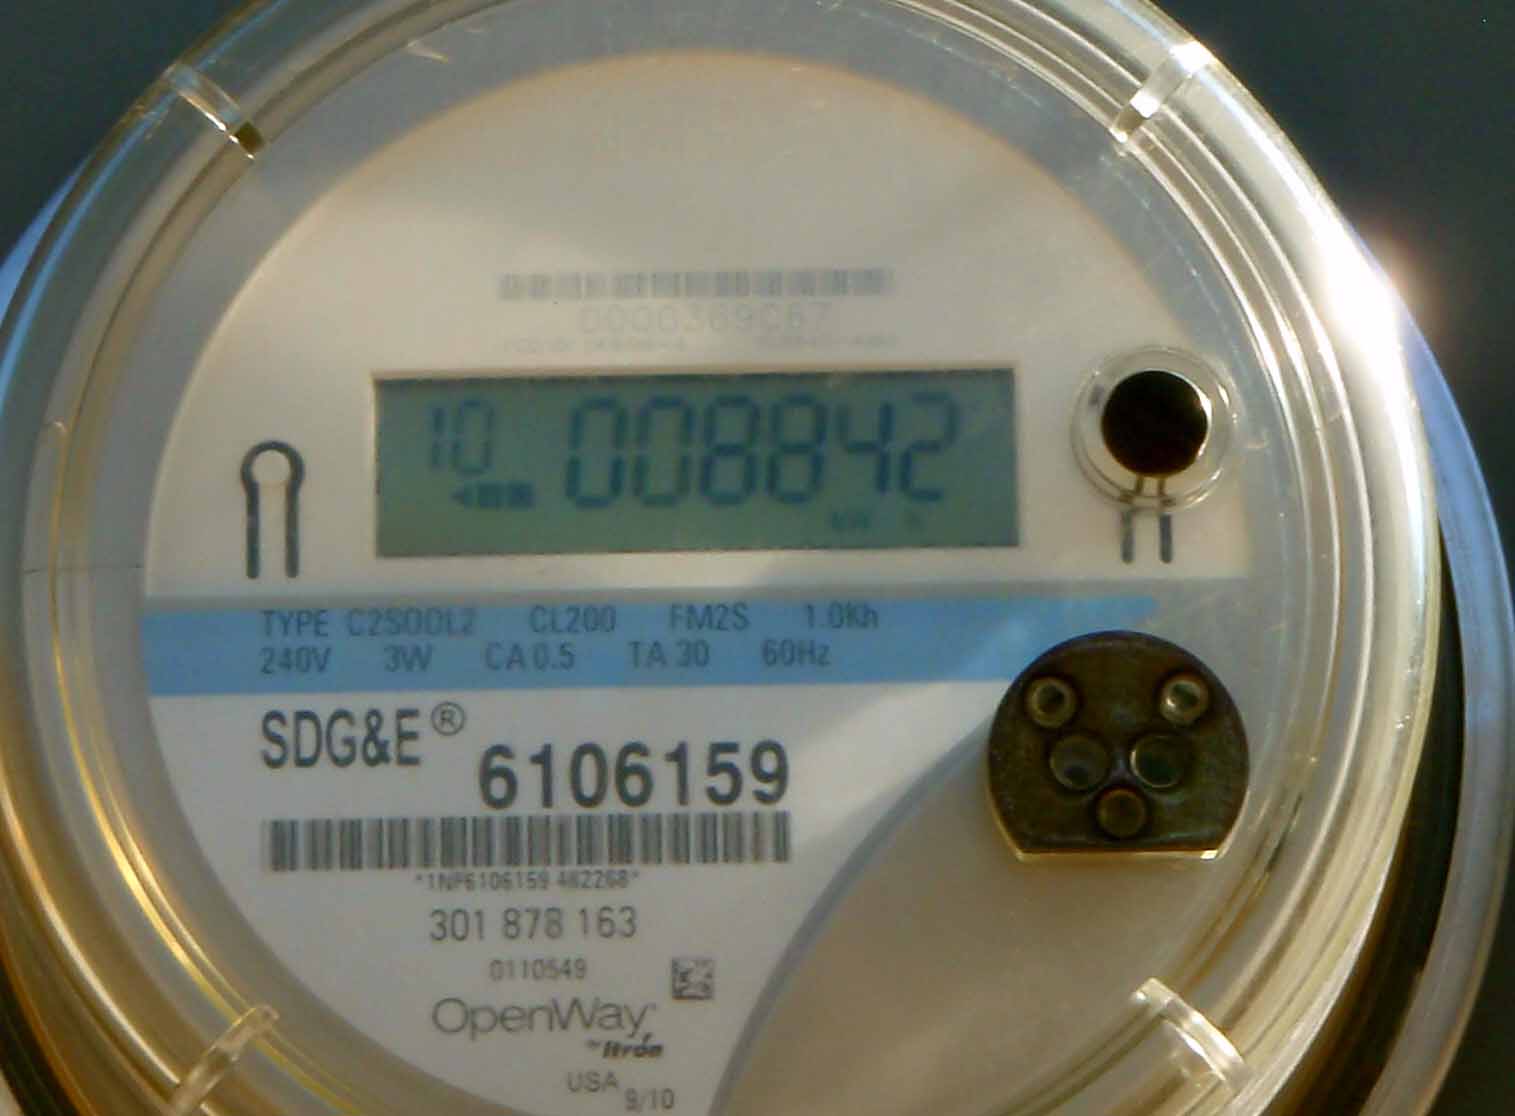 10 008842
TYPE C2SODL2 CL200 FM2S 1.0Kh
240V 3W CA 0.5 TA 30 60Hz
SDG&E®
6106159
*1NP6106159 482268*
301 878 163
0110549
OpenWay
by Itron
USA
9/10